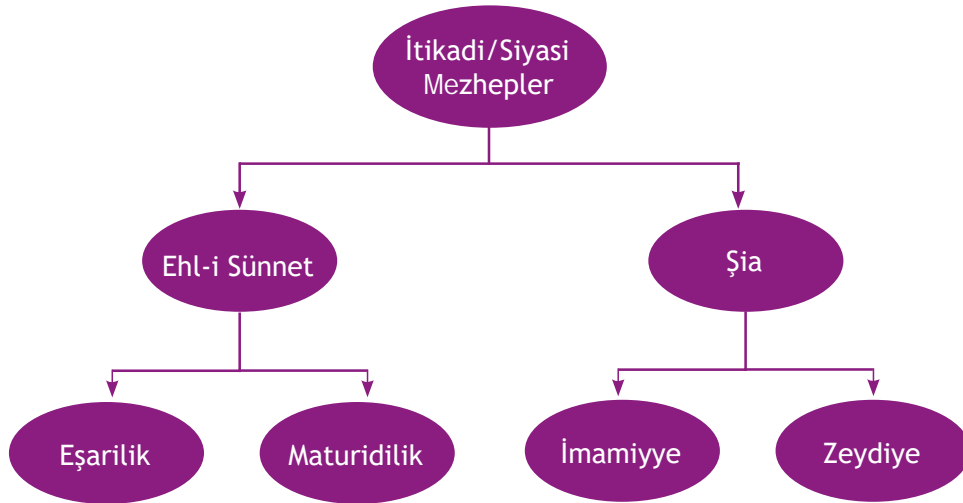 İtikadi/Siyasi
Mezhepler
Ehl-i Sünnet
Şia
Eşarilik
Maturidilik
İmamiyye
Zeydiye